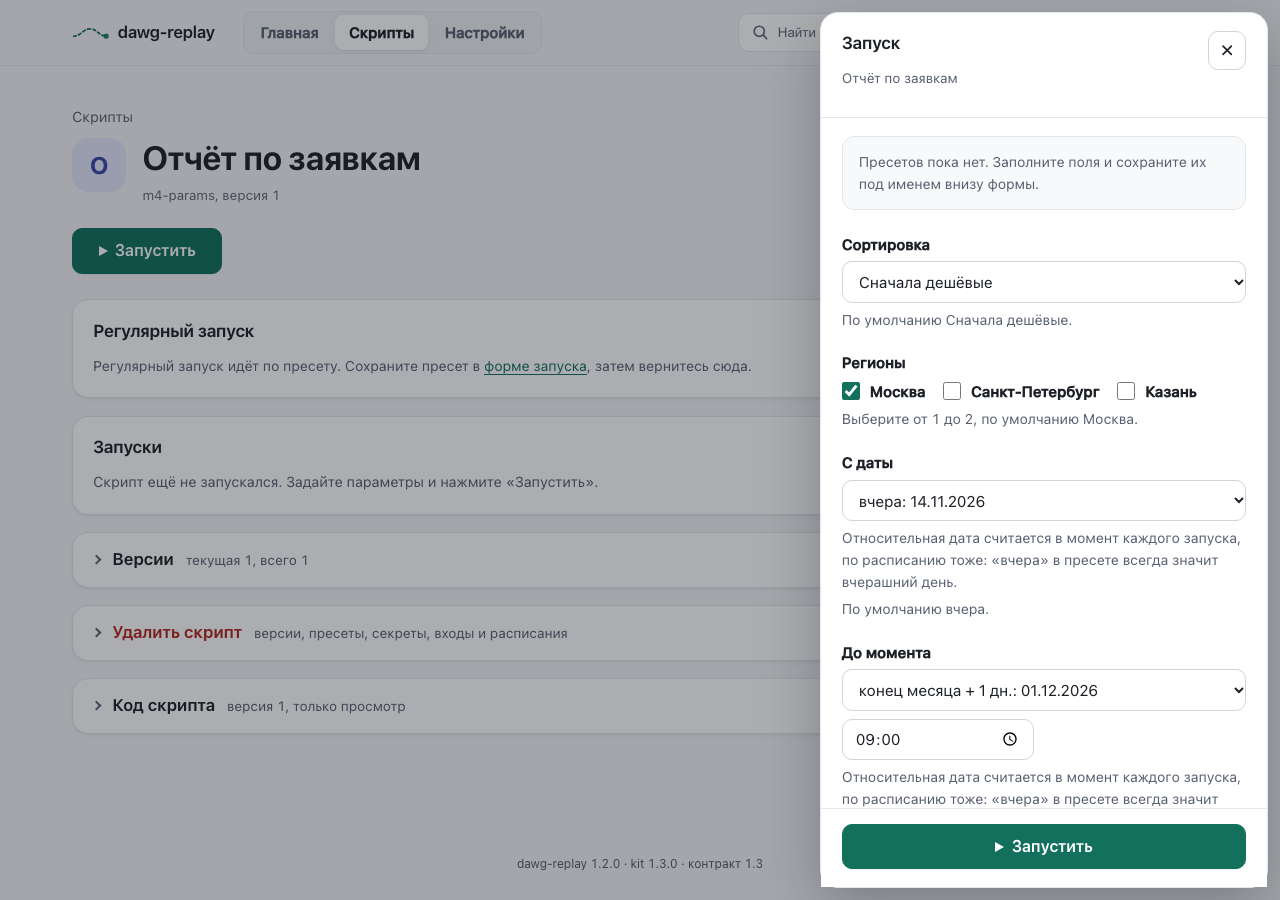 dawg-replay
Главная
Скрипты
Настройки
Найти
Скрипты
О
Отчёт по заявкам
m4-params, версия 1
Запустить
Регулярный запуск
Регулярный запуск идёт по пресету. Сохраните пресет в форме запуска, затем вернитесь сюда.
Запуски
Скрипт ещё не запускался. Задайте параметры и нажмите «Запустить».
Версии текущая 1, всего 1
Удалить скрипт версии, пресеты, секреты, входы и расписания
Код скрипта версия 1, только просмотр
dawg-replay 1.2.0 · kit 1.3.0 · контракт 1.3
Запуск
Отчёт по заявкам
Пресетов пока нет. Заполните поля и сохраните их
под именем внизу формы.
Сортировка
Сначала дешёвые
По умолчанию Сначала дешёвые.
Регионы
Москва Санкт-Петербург Казань
Выберите от 1 до 2, по умолчанию Москва.
С даты
вчера: 14.11.2026
Относительная дата считается в момент каждого запуска,
по расписанию тоже: «вчера» в пресете всегда значит
вчерашний день.
По умолчанию вчера.
До момента
конец месяца + 1 дн.: 01.12.2026
09:00
Относительная дата считается в момент каждого запуска,
по расписанию тоже: «вчера» в пресете всегда значит
Запустить